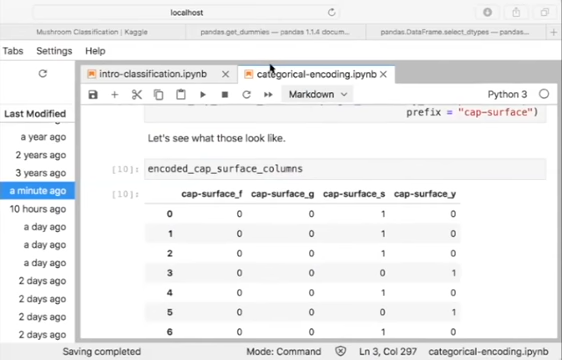 localhost
Mushroom Classification | Kaggle
pandas.get_dummies — pandas 1.1.4 docum...
pandas.DataFrame.select_dtypes — pandas...
Tabs Settings Help
intro-classification.ipynb
categorical-encoding.ipynb
Markdown
Python 3
Last Modified
a year ago
2 years ago
3 years ago
a minute ago
10 hours ago
a day ago
a day ago
a day ago
2 days ago
2 days ago
2 days ago
prefix = "cap-surface")
Let's see what those look like.
[10]: encoded_cap_surface_columns
[10]: cap-surface_f cap-surface_g cap-surface_s cap-surface_y
0 0 0 1 0
1 0 0 1 0
2 0 0 1 0
3 0 0 0 1
4 0 0 1 0
5 0 0 0 1
6 0 0 1 0
Saving completed
Mode: Command
Ln 3, Col 297
categorical-encoding.ipynb